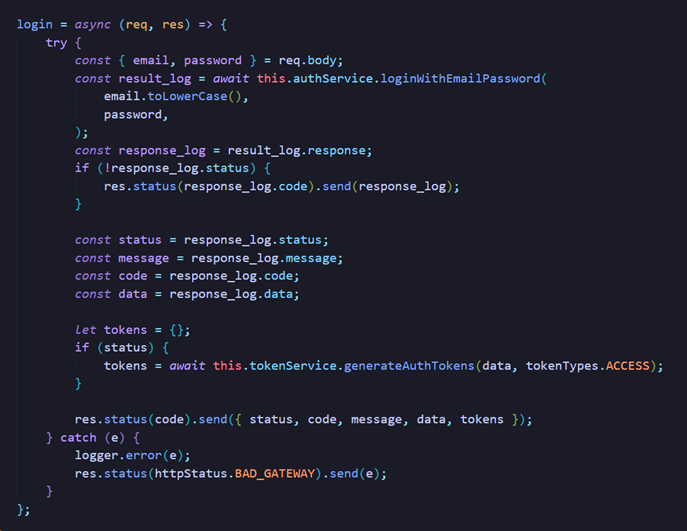 login = async (req, res) => {
    try {
        const { email, password } = req.body;
        const result_log = await this.authService.loginWithEmailPassword(
            email.toLowerCase(),
            password,
        );
        const response_log = result_log.response;
        if (!response_log.status) {
            res.status(response_log.code).send(response_log);
        }

        const status = response_log.status;
        const message = response_log.message;
        const code = response_log.code;
        const data = response_log.data;

        let tokens = {};
        if (status) {
            tokens = await this.tokenService.generateAuthTokens(data, tokenTypes.ACCESS);
        }

        res.status(code).send({ status, code, message, data, tokens });
    } catch (e) {
        logger.error(e);
        res.status(httpStatus.BAD_GATEWAY).send(e);
    }
};